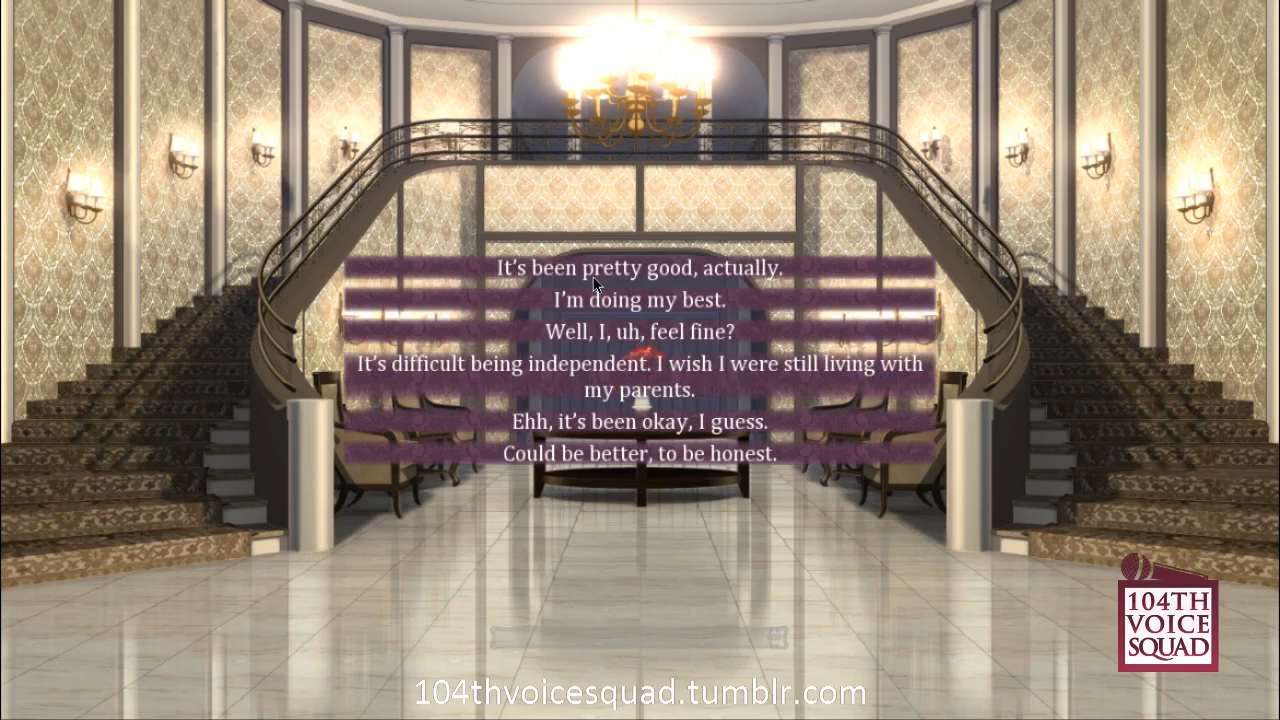 It’s been pretty good, actually.
I’m doing my best.
Well, I, uh, feel fine?
It’s difficult being independent. I wish I were still living with
my parents.
Ehh, it’s been okay, I guess.
Could be better, to be honest.
104TH
VOICE
SQUAD
104thvoicesquad.tumblr.com